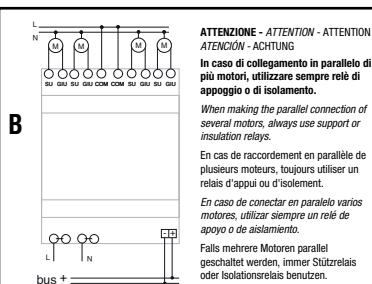 L
N
M M M M
SU GIU SU GIU COM COM SU GIU SU GIU
B
L N
- +
bus +
ATTENZIONE - ATTENTION - ATTENTION
ATENCIÓN - ACHTUNG
In caso di collegamento in parallelo di
più motori, utilizzare sempre relè di
appoggio o di isolamento.
When making the parallel connection of
several motors, always use support or
insulation relays.
En cas de raccordement en parallèle de
plusieurs moteurs, toujours utiliser un
relais d'appui ou d'isolement.
En caso de conectar en paralelo varios
motores, utilizar siempre un relé de
apoyo o de aislamiento.
Falls mehrere Motoren parallel
geschaltet werden, immer Stützrelais
oder Isolationsrelais benutzen.